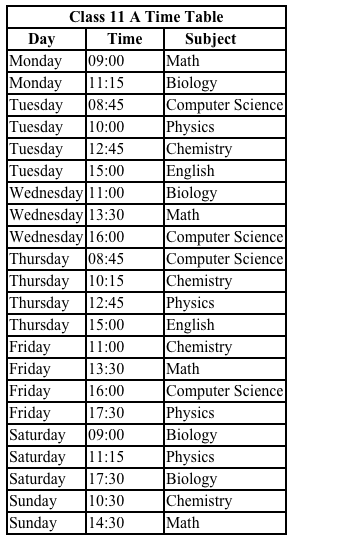 Class 11 A Time Table
Day Time Subject
Monday 09:00 Math
Monday 11:15 Biology
Tuesday 08:45 Computer Science
Tuesday 10:00 Physics
Tuesday 12:45 Chemistry
Tuesday 15:00 English
Wednesday 11:00 Biology
Wednesday 13:30 Math
Wednesday 16:00 Computer Science
Thursday 08:45 Computer Science
Thursday 10:15 Chemistry
Thursday 12:45 Physics
Thursday 15:00 English
Friday 11:00 Chemistry
Friday 13:30 Math
Friday 16:00 Computer Science
Friday 17:30 Physics
Saturday 09:00 Biology
Saturday 11:15 Physics
Saturday 17:30 Biology
Sunday 10:30 Chemistry
Sunday 14:30 Math